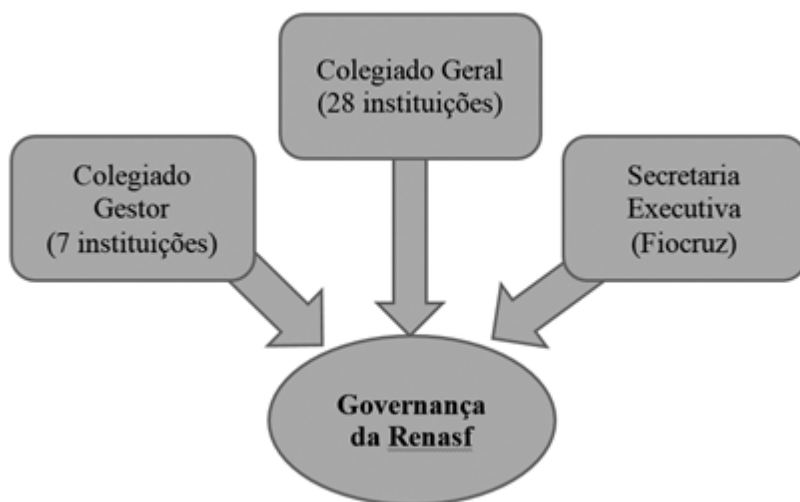 Colegiado Geral
(28 instituições)
Colegiado
Gestor
(7 instituições)
Secretaria
Executiva
(Fiocruz)
Governança
da Renasf